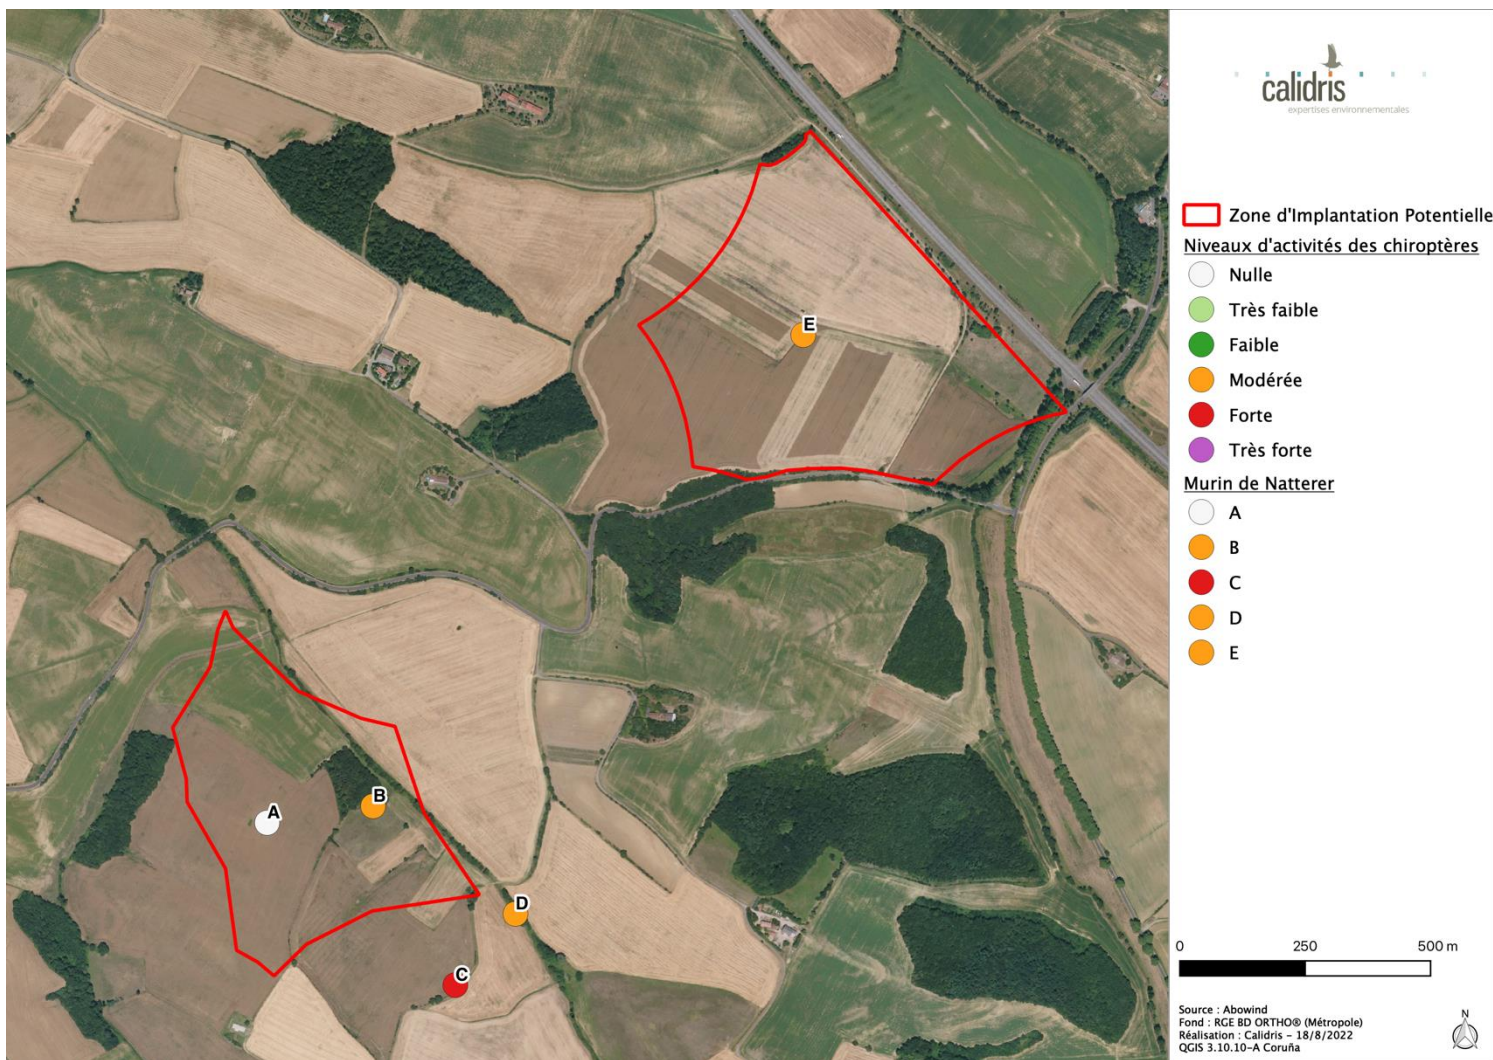 calidris
expertises environnementales
Zone d'Implantation Potentielle
Niveaux d'activités des chiroptères
Nulle
Très faible
Faible
Modérée
Forte
Très forte
Murin de Natterer
A
B
C
D
E
E
A
B
D
C
0 250 500 m
Source : Abowind
Fond : RGE BD ORTHO® (Métropole)
Réalisation : Calidris - 18/8/2022
QGIS 3.10.10-A Coruña
N